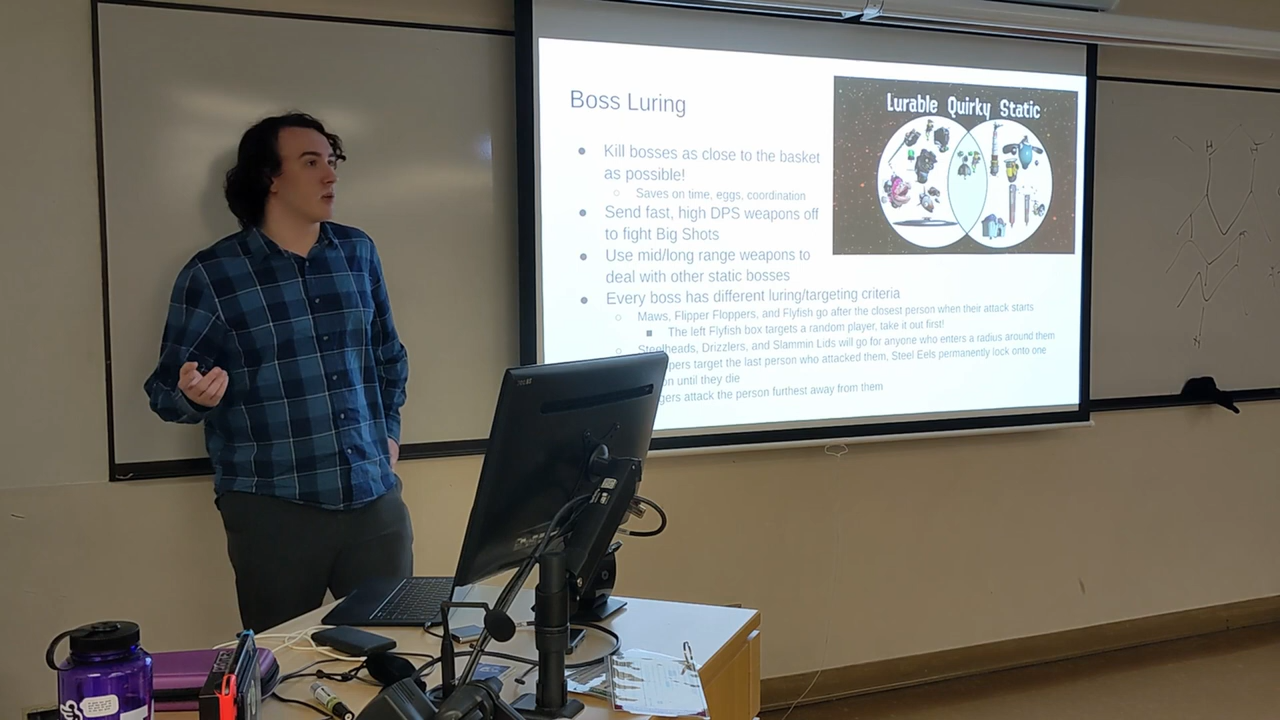 Boss Luring
Lurable Quirky Static
● Kill bosses as close to the basket
as possible!
○ Saves on time, eggs, coordination
● Send fast, high DPS weapons off
to fight Big Shots
● Use mid/long range weapons to
deal with other static bosses
● Every boss has different luring/targeting criteria
○ Maws, Flipper Floppers, and Flyfish go after the closest person when their attack starts
■ The left Flyfish box targets a random player, take it out first!
○ Steelheads, Drizzlers, and Slammin Lids will go for anyone who enters a radius around them
pers target the last person who attacked them, Steel Eels permanently lock onto one
on until they die
gers attack the person furthest away from them